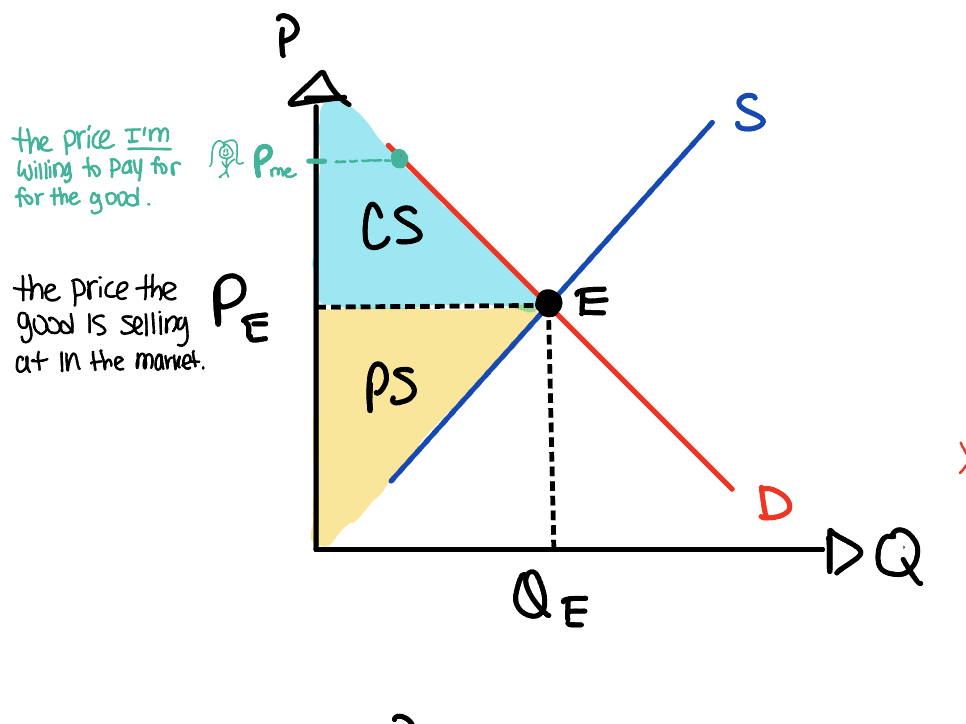 P
S
the price I'm
willing to pay for
for the good.
Pme
CS
the price the
good is selling
at in the market.
PE
E
PS
D
Q
QE